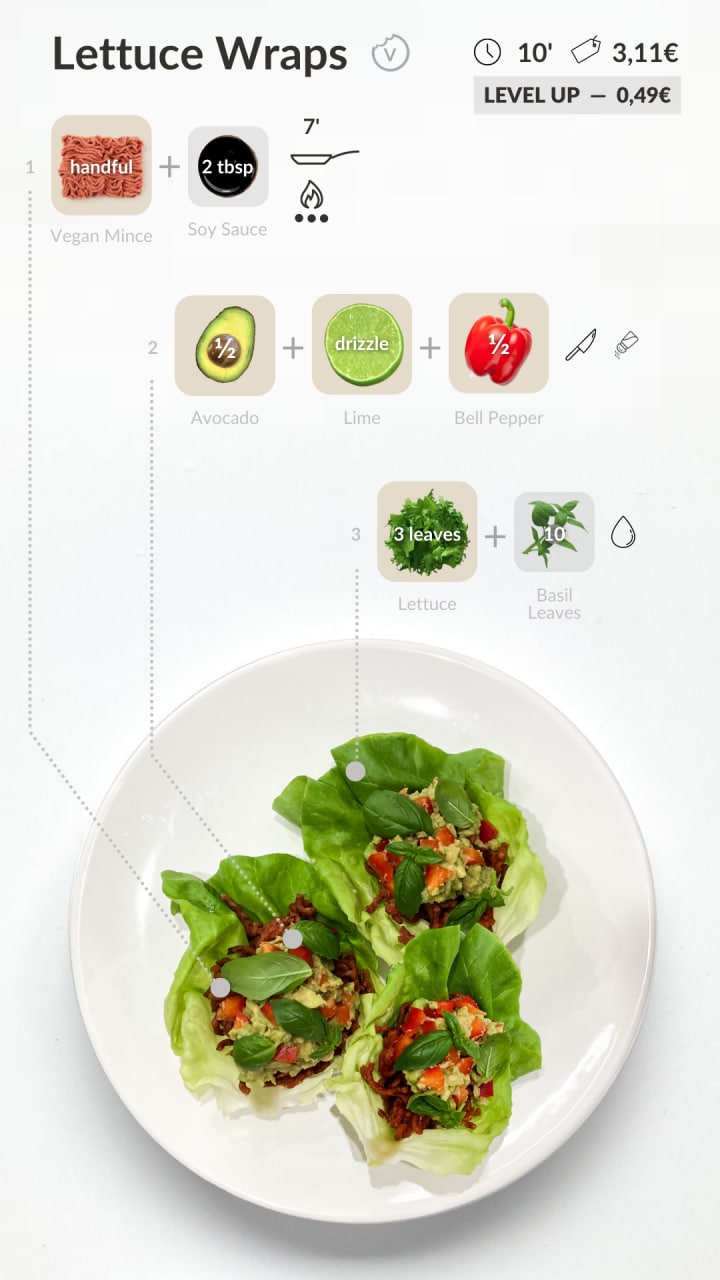 Lettuce Wraps
V
10'
3,11€
LEVEL UP — 0,49€
7'
1
handful
+
2 tbsp
Vegan Mince
Soy Sauce
2
½
+
drizzle
+
½
Avocado
Lime
Bell Pepper
3
3 leaves
+
10
Lettuce
Basil
Leaves